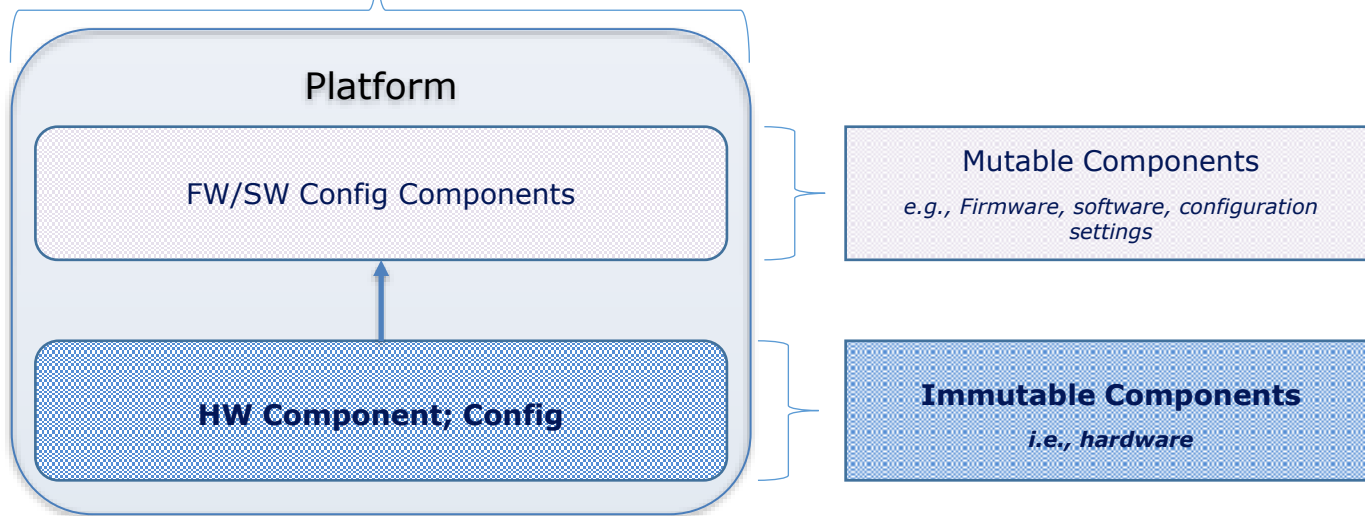 Platform
FW/SW Config Components
Mutable Components
e.g., Firmware, software, configuration
settings
HW Component; Config
Immutable Components
i.e., hardware